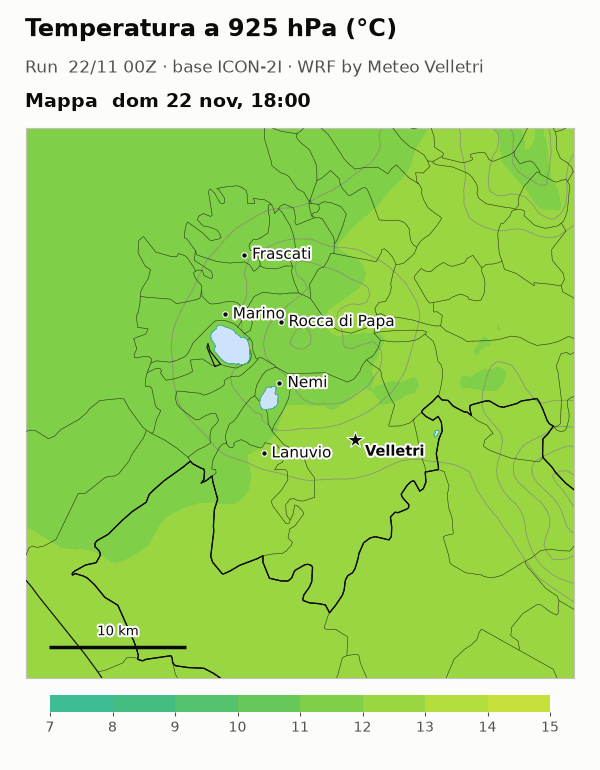 Temperatura a 925 hPa (°C)
Run  22/11 00Z · base ICON-2I · WRF by Meteo Velletri
Mappa  dom 22 nov, 18:00
Frascati
Marino
Rocca di Papa
Nemi
Velletri
Lanuvio
10 km
7 8 9 10 11 12 13 14 15